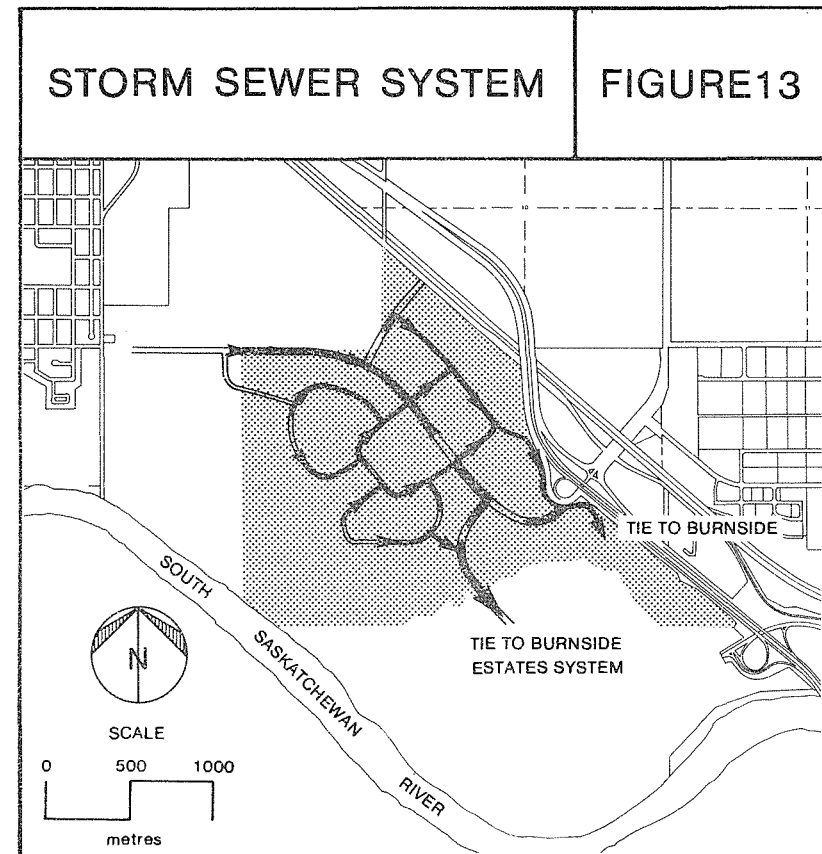 STORM SEWER SYSTEM
FIGURE13
TIE TO BURNSIDE
SOUTH
SASKATCHEWAN
RIVER
TIE TO BURNSIDE
ESTATES SYSTEM
N
SCALE
0 500 1000
metres